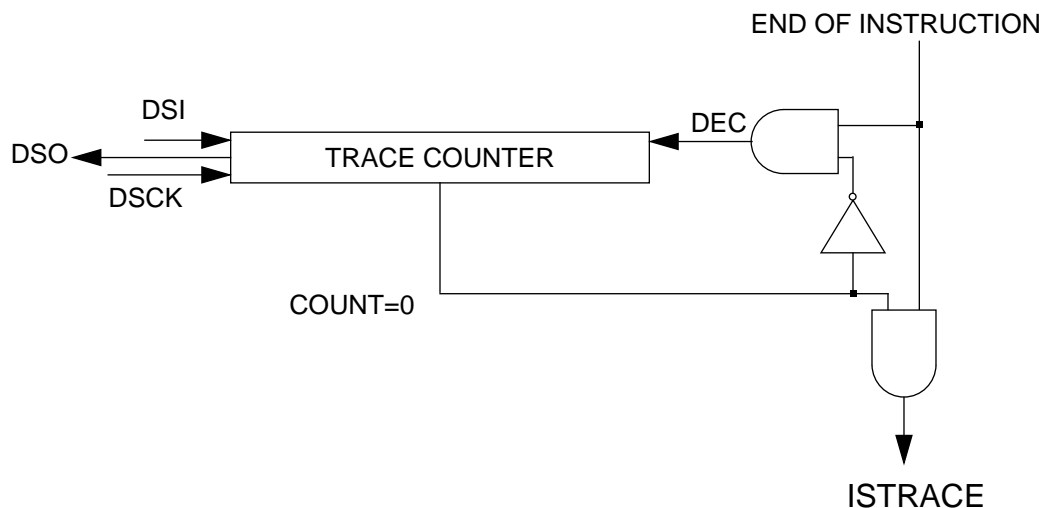 END OF INSTRUCTION
DSI
DEC
DSO
TRACE COUNTER
DSCK
COUNT=0
ISTRACE